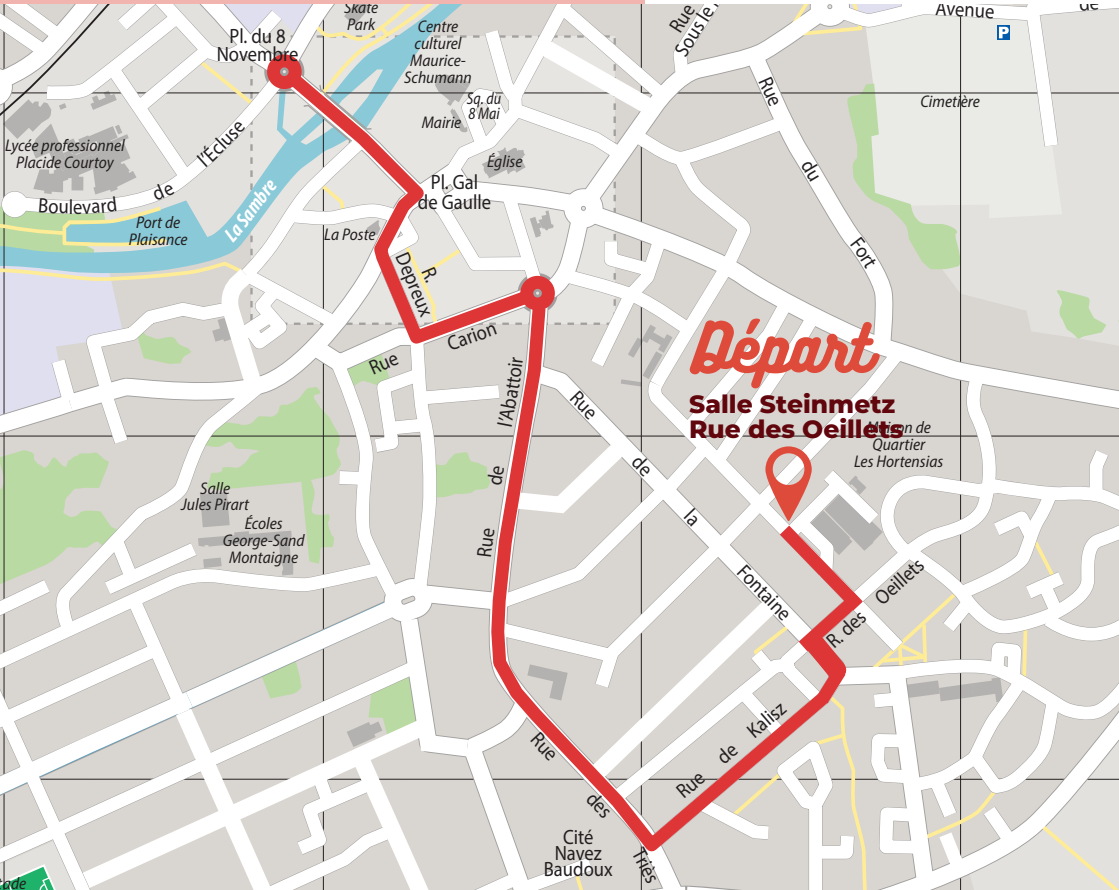 Skate
Park
Pl. du 8
Novembre
Centre
culturel
Maurice-
Schumann
Rue
Sous le
Avenue
de
P
Rue
du
Fort
Cimetière
Sq. du
8 Mai
Mairie
Église
Lycée professionnel
Placide Courtoy
Boulevard
de
l'Écluse
La Sambre
Port de
Plaisance
Pl. Gal
de Gaulle
La Poste
R.
Depreux
Rue
Carion
Départ
Salle Steinmetz
Rue des Oeillets
Maison de
Quartier
Les Hortensias
Rue
de
l'Abattoir
Rue
de
la
Fontaine
Salle
Jules Pirart
Écoles
George-Sand
Montaigne
R. des
Oeillets
Rue
de
Kalisz
Rue
des
Triès
Cité
Navez
Baudoux